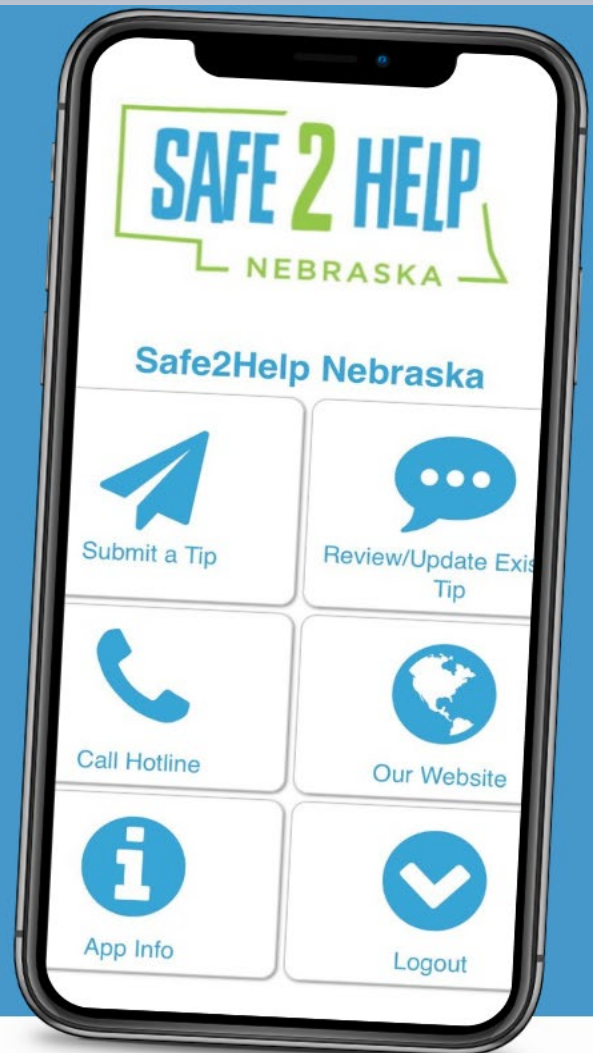 SAFE 2 HELP
NEBRASKA
Safe2Help Nebraska
Submit a Tip
Review/Update Exis
Tip
Call Hotline
Our Website
App Info
Logout